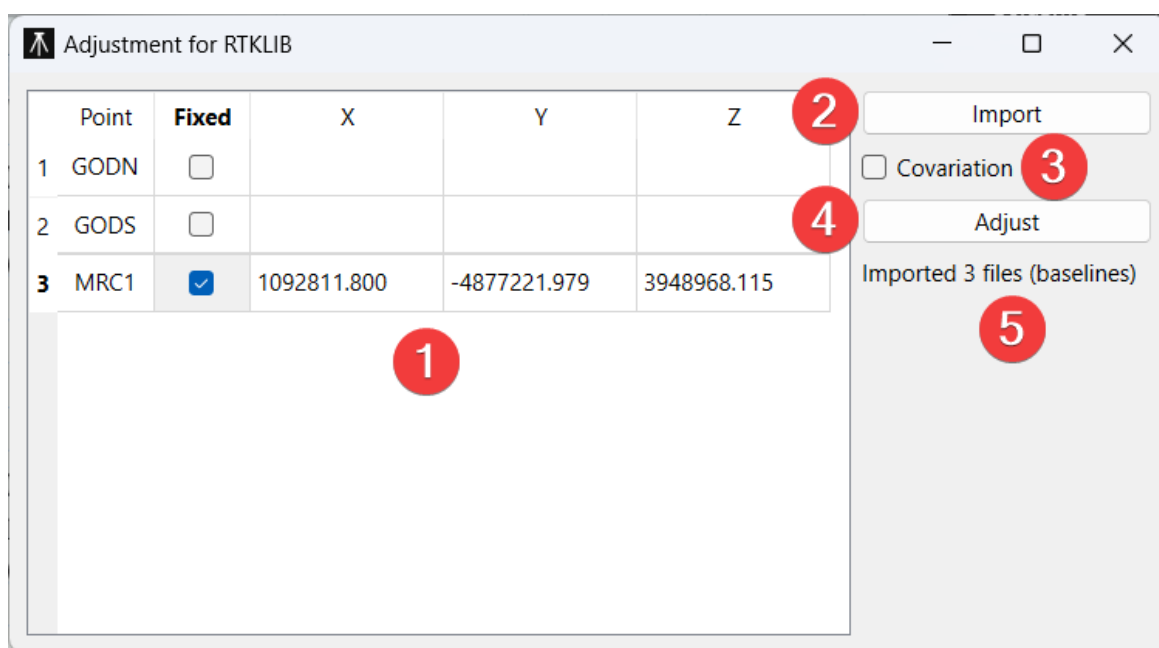 Adjustment for RTKLIB
Point Fixed X Y Z
1 GODN
2 GODS
3 MRC1 1092811.800 -4877221.979 3948968.115
1
2
Import
Covariation
3
4
Adjust
Imported 3 files (baselines)
5